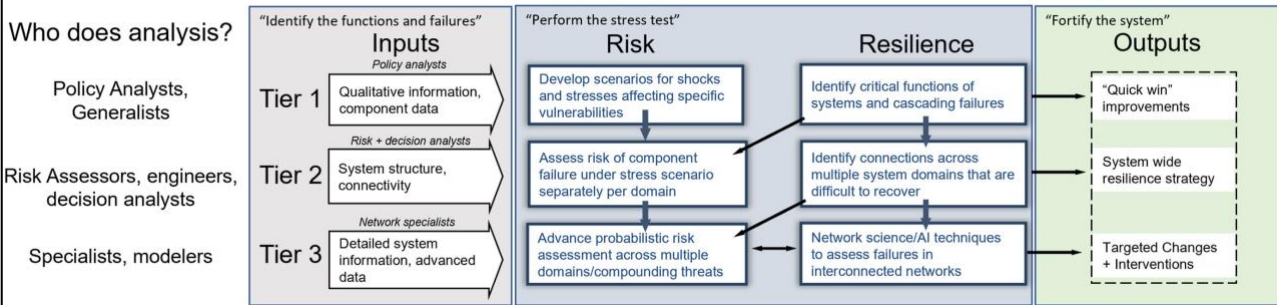 Who does analysis?
Policy Analysts,
Generalists
Risk Assessors, engineers,
decision analysts
Specialists, modelers
“Identify the functions and failures”
Inputs
Policy analysts
Tier 1
Qualitative information,
component data
Risk + decision analysts
Tier 2
System structure,
connectivity
Network specialists
Tier 3
Detailed system
information, advanced
data
“Perform the stress test”
Risk
Develop scenarios for shocks
and stresses affecting specific
vulnerabilities
Assess risk of component
failure under stress scenario
separately per domain
Advance probabilistic risk
assessment across multiple
domains/compounding threats
Resilience
Identify critical functions of
systems and cascading failures
Identify connections across
multiple system domains that are
difficult to recover
Network science/AI techniques
to assess failures in
interconnected networks
“Fortify the system”
Outputs
“Quick win”
improvements
System wide
resilience strategy
Targeted Changes
+ Interventions